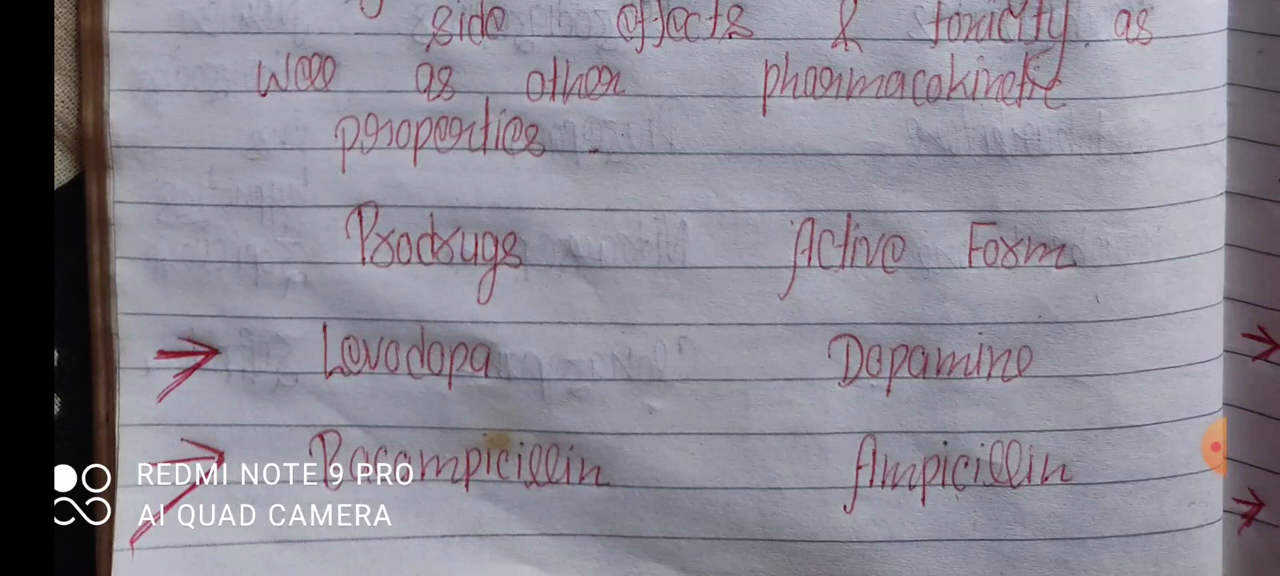 side effects & toxicity as
well as other pharmacokinetic
properties.
Prodrugs Active Form
→ Levodopa Dopamine
→ Bacampicillin Ampicillin
REDMI NOTE 9 PRO
AI QUAD CAMERA